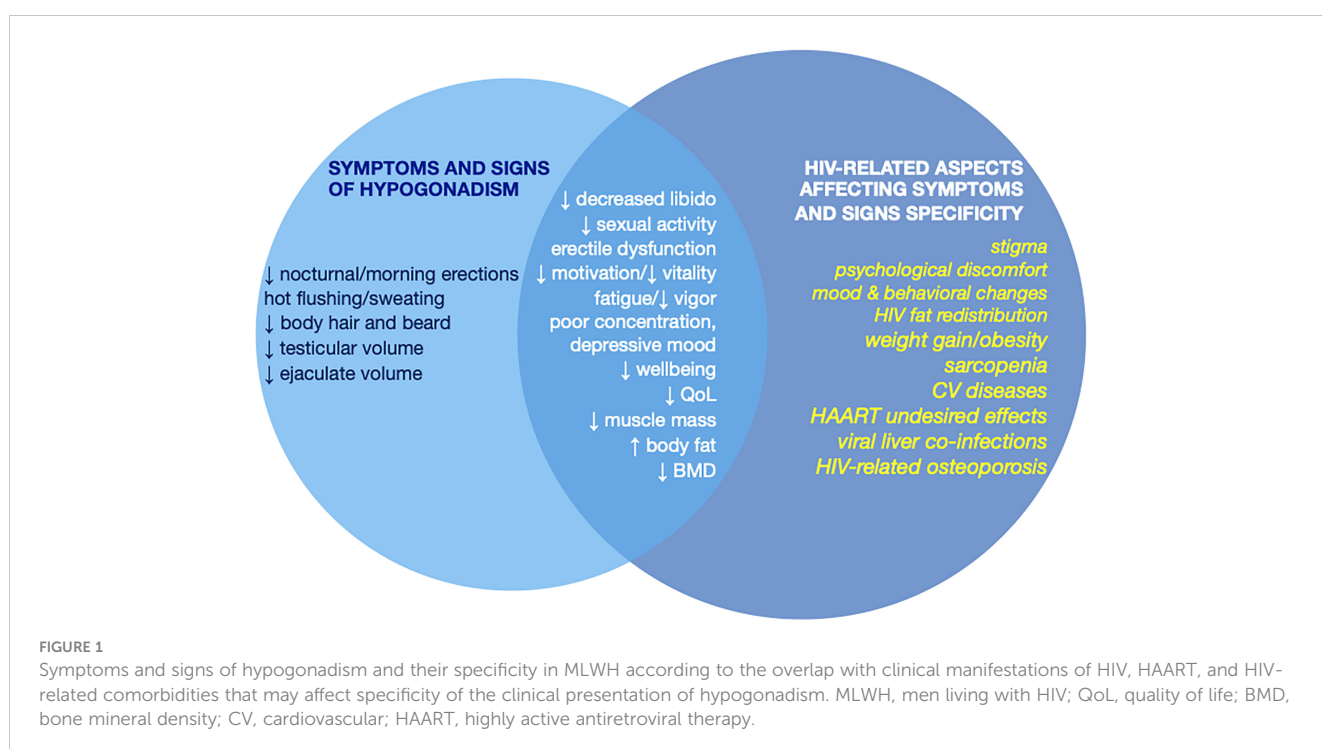 SYMPTOMS AND SIGNS
OF HYPOGONADISM
↓ nocturnal/morning erections
hot flushing/sweating
↓ body hair and beard
↓ testicular volume
↓ ejaculate volume
↓ decreased libido
↓ sexual activity
erectile dysfunction
↓ motivation/↓ vitality
fatigue/↓ vigor
poor concentration,
depressive mood
↓ wellbeing
↓ QoL
↓ muscle mass
↑ body fat
↓ BMD
HIV-RELATED ASPECTS
AFFECTING SYMPTOMS
AND SIGNS SPECIFICITY
stigma
psychological discomfort
mood & behavioral changes
HIV fat redistribution
weight gain/obesity
sarcopenia
CV diseases
HAART undesired effects
viral liver co-infections
HIV-related osteoporosis
FIGURE 1
Symptoms and signs of hypogonadism and their specificity in MLWH according to the overlap with clinical manifestations of HIV, HAART, and HIV-
related comorbidities that may affect specificity of the clinical presentation of hypogonadism. MLWH, men living with HIV; QoL, quality of life; BMD,
bone mineral density; CV, cardiovascular; HAART, highly active antiretroviral therapy.